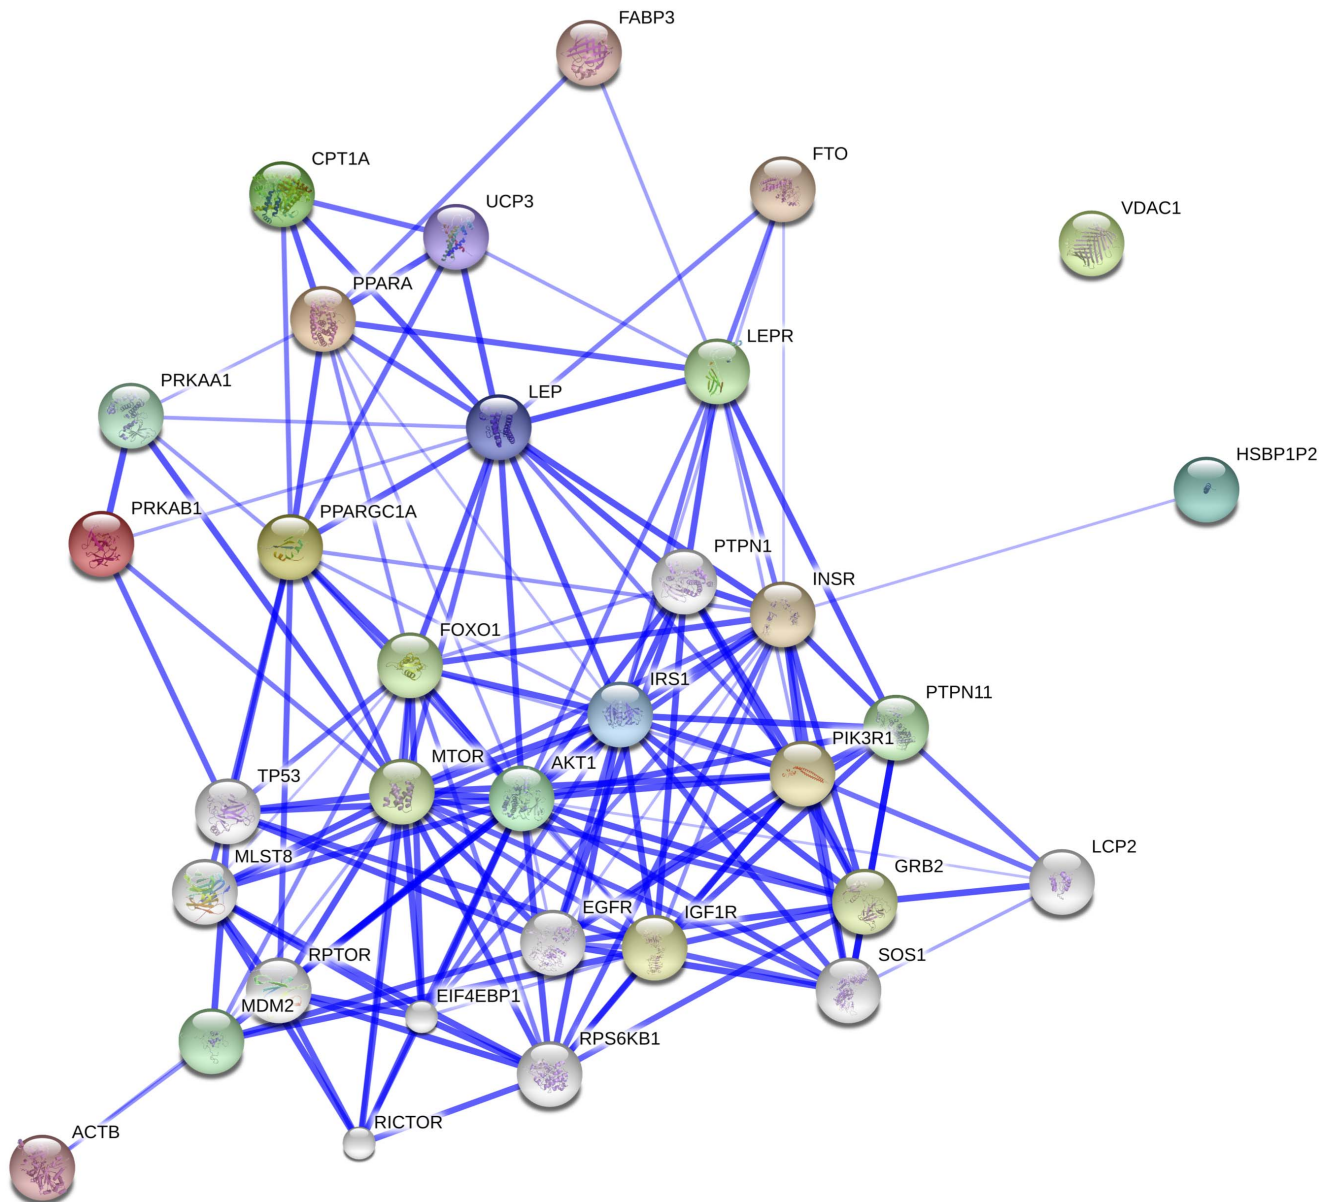 FABP3
CPT1A
FTO
UCP3
VDAC1
PPARA
LEPR
PRKAA1
LEP
HSBP1P2
PRKAB1
PPARGC1A
PTPN1
INSR
FOXO1
IRS1
PTPN11
PIK3R1
MTOR
AKT1
TP53
LCP2
MLST8
GRB2
EGFR
IGF1R
RPTOR
SOS1
EIF4EBP1
MDM2
RPS6KB1
RICTOR
ACTB